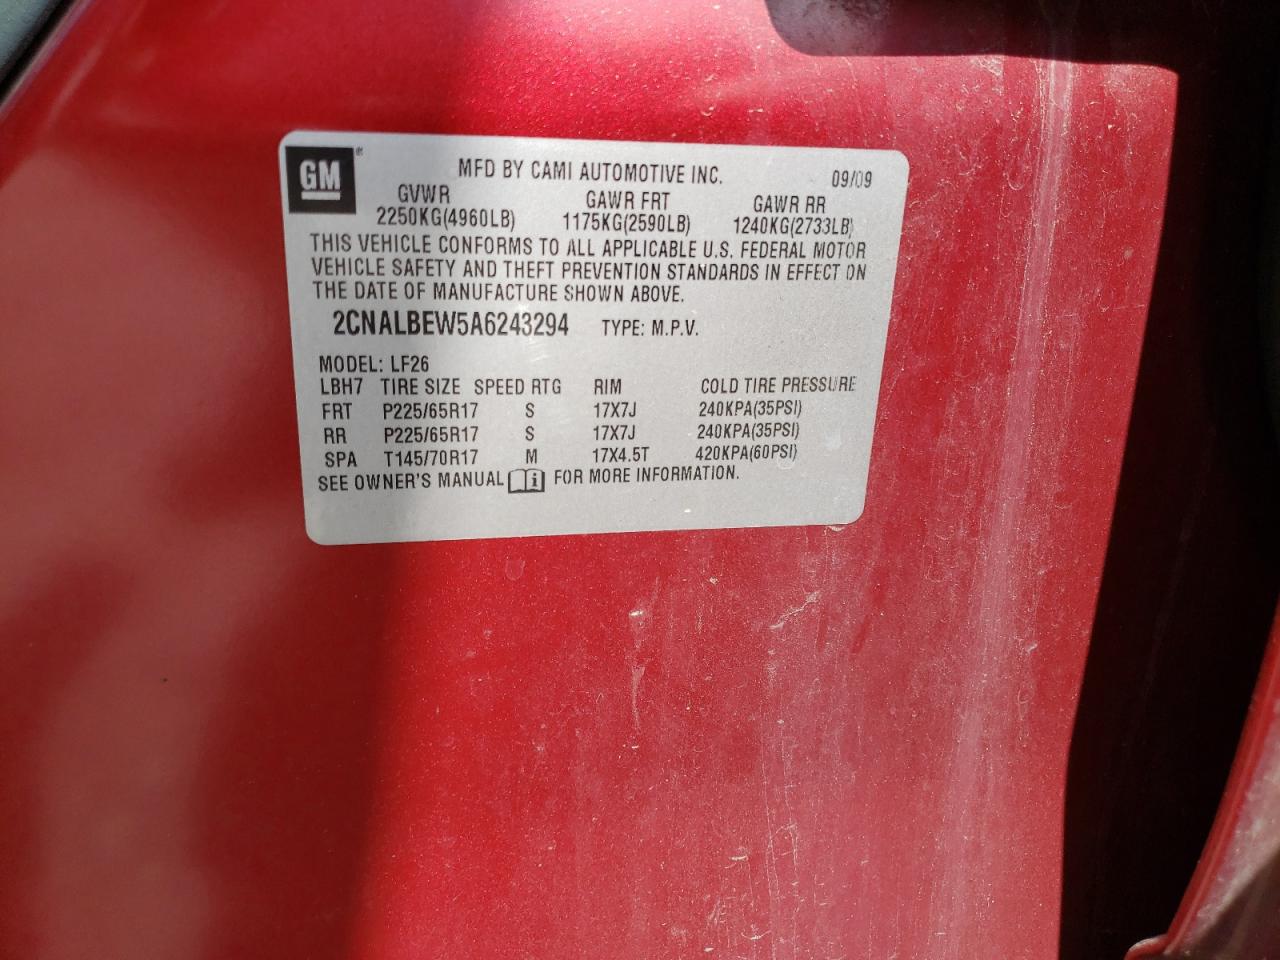 GM®
MFD BY CAMI AUTOMOTIVE INC. 09/09
GVWR GAWR FRT GAWR RR
2250KG(4960LB) 1175KG(2590LB) 1240KG(2733LB)
THIS VEHICLE CONFORMS TO ALL APPLICABLE U.S. FEDERAL MOTOR
VEHICLE SAFETY AND THEFT PREVENTION STANDARDS IN EFFECT ON
THE DATE OF MANUFACTURE SHOWN ABOVE.
2CNALBEW5A6243294 TYPE: M.P.V.
MODEL: LF26
LBH7 TIRE SIZE SPEED RTG RIM COLD TIRE PRESSURE
FRT P225/65R17 S 17X7J 240KPA(35PSI)
RR P225/65R17 S 17X7J 240KPA(35PSI)
SPA T145/70R17 M 17X4.5T 420KPA(60PSI)
SEE OWNER'S MANUAL i FOR MORE INFORMATION.